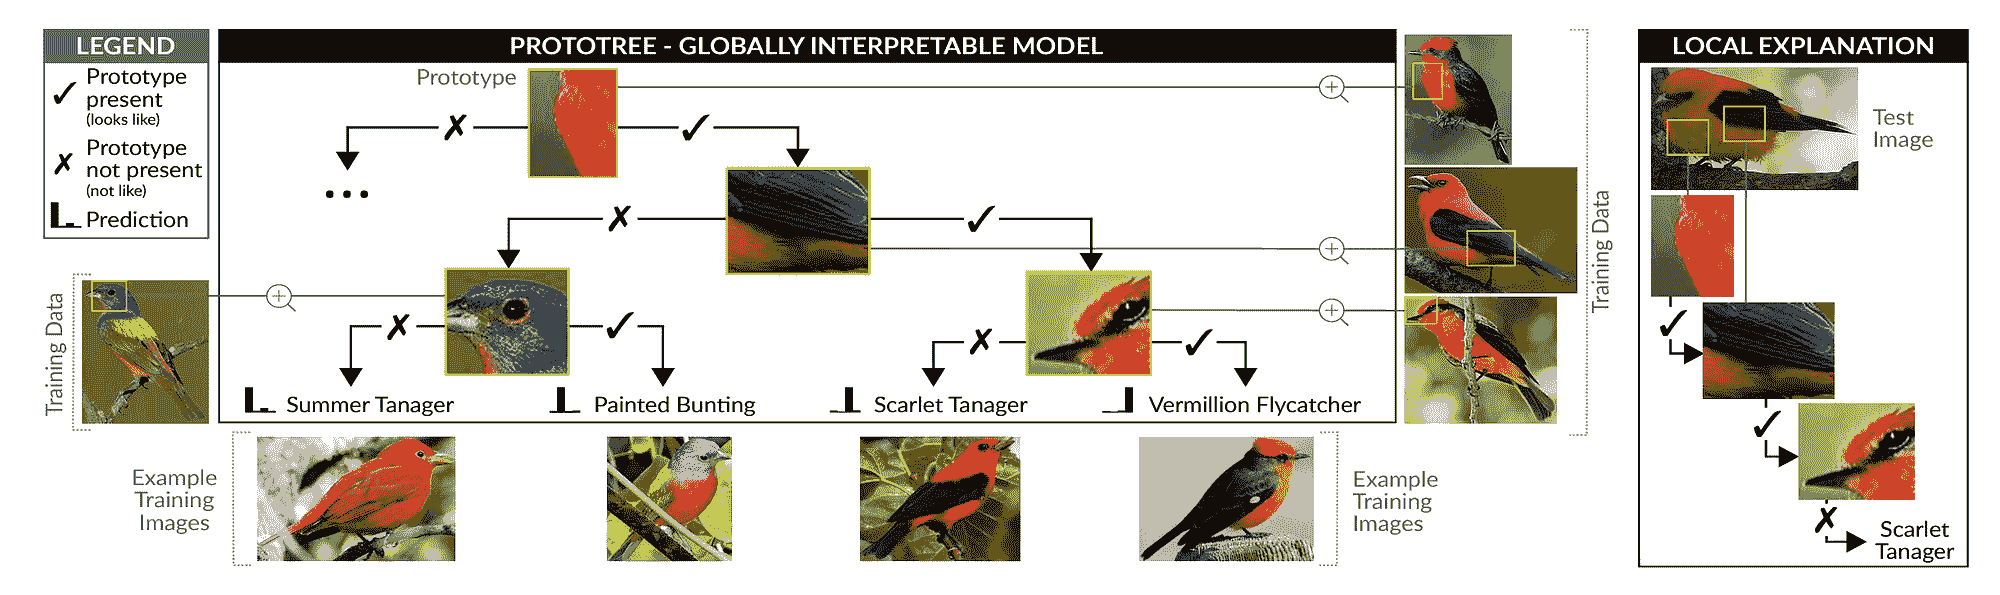 LEGEND
Prototype
present
(looks like)
Prototype
not present
(not like)
Prediction
PROTOTREE - GLOBALLY INTERPRETABLE MODEL
Prototype
...
Summer Tanager
Painted Bunting
Scarlet Tanager
Vermillion Flycatcher
Training Data
Training Data
Example
Training
Images
Example
Training
Images
LOCAL EXPLANATION
Test
Image
Scarlet
Tanager